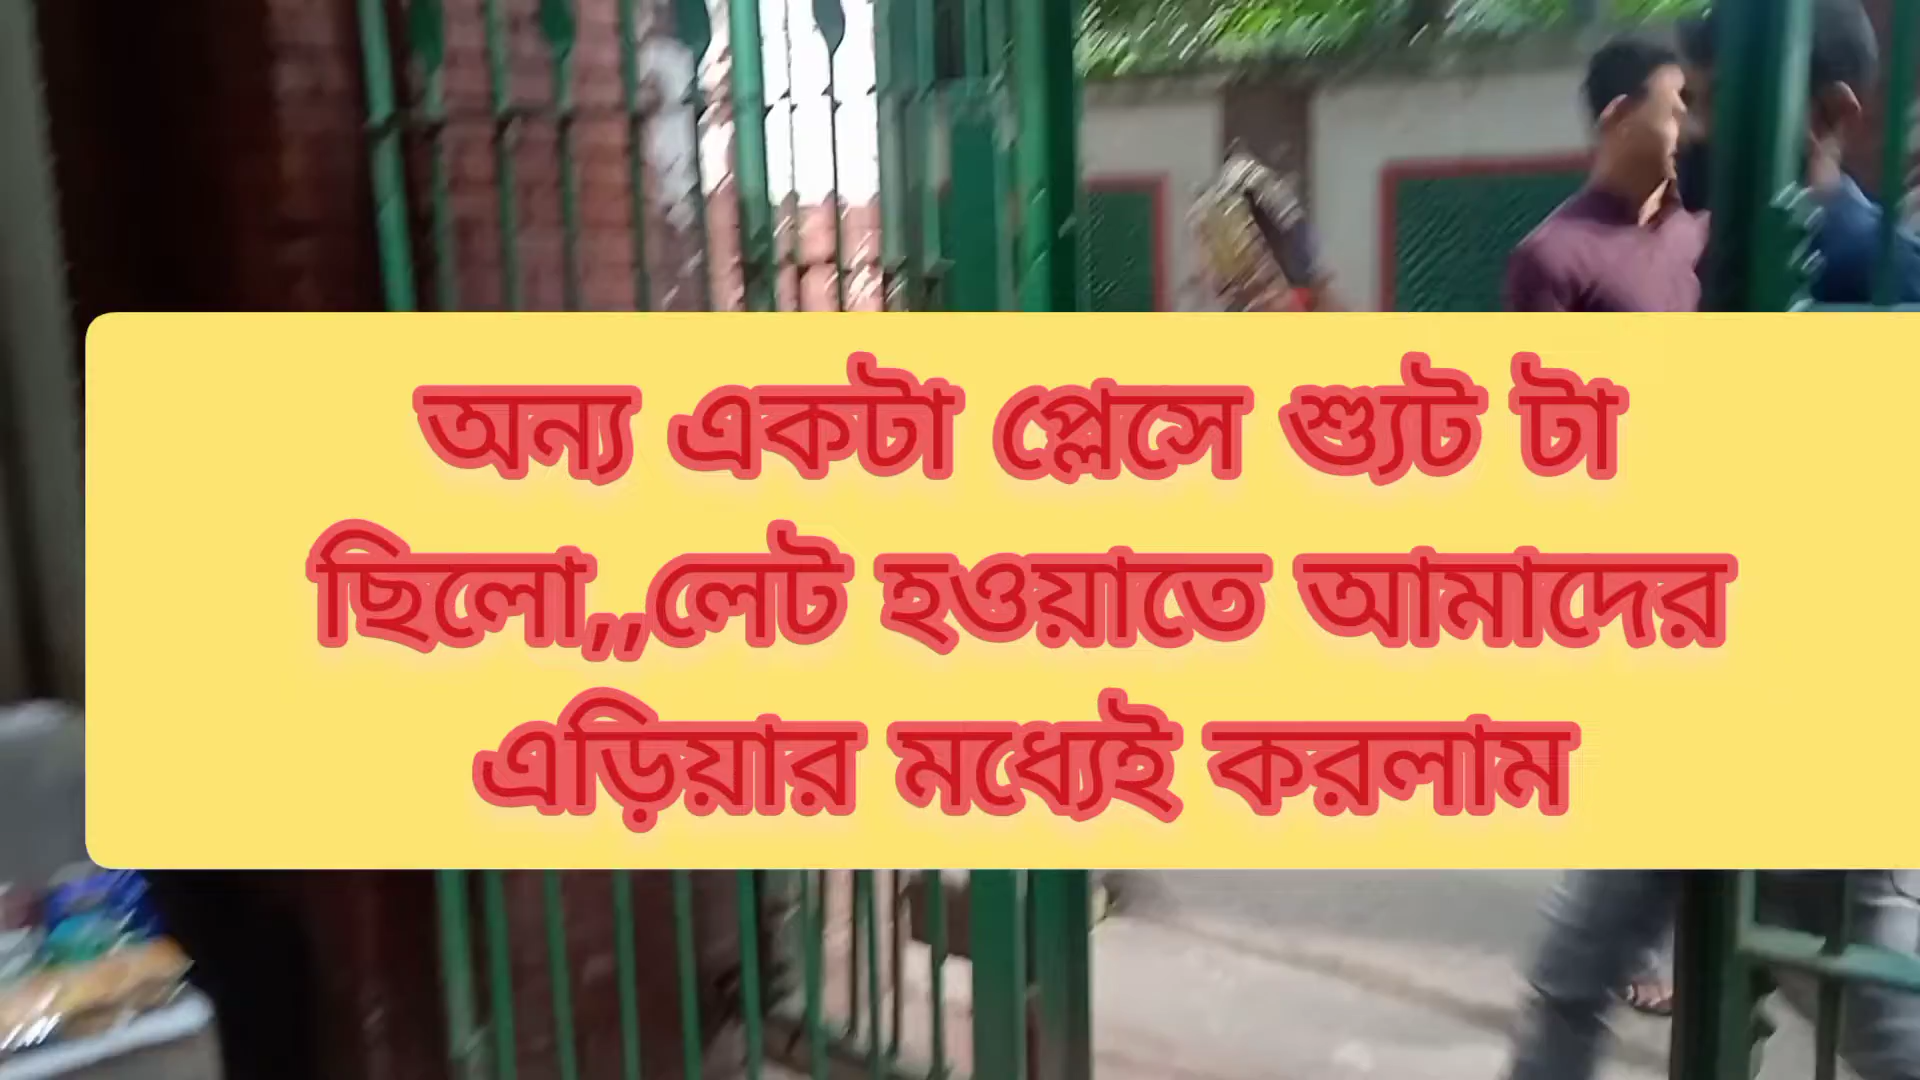 অন্য একটা প্লেসে শ্যুট টা
ছিলো,,লেট হওয়াতে আমাদের
এড়িয়ার মধ্যেই করলাম